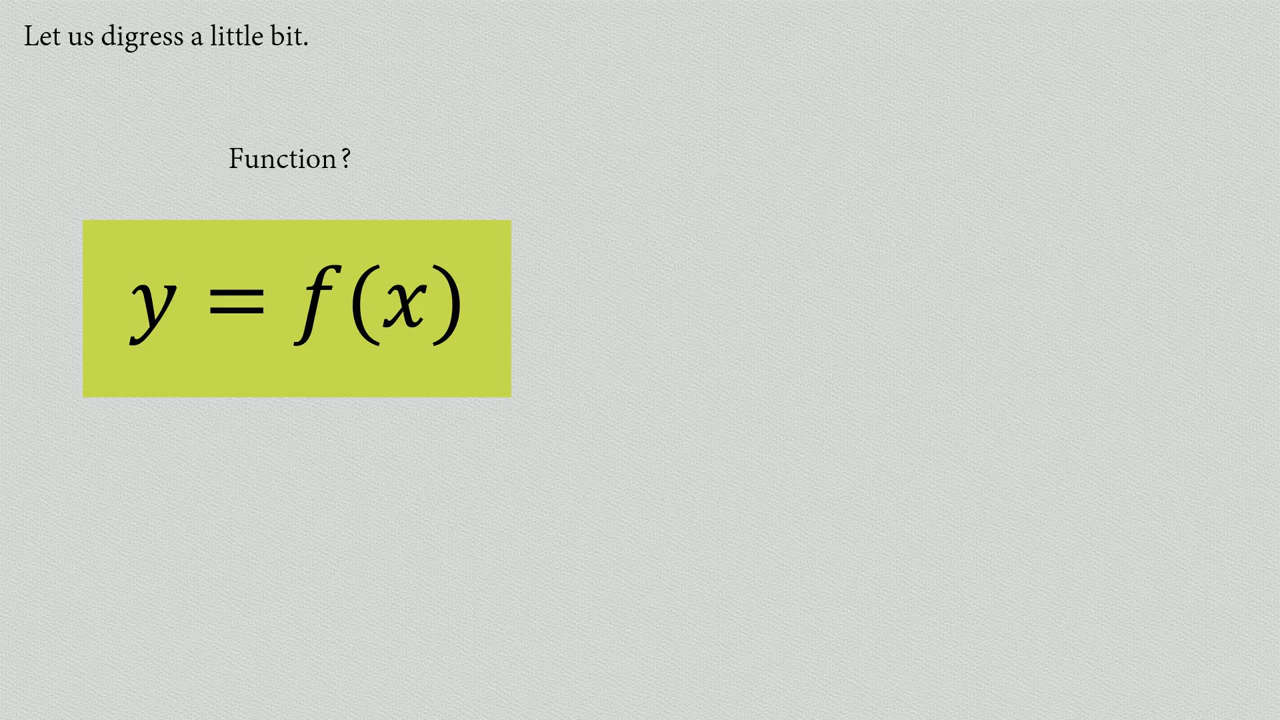 Let us digress a little bit.
Function?
y = f(x)